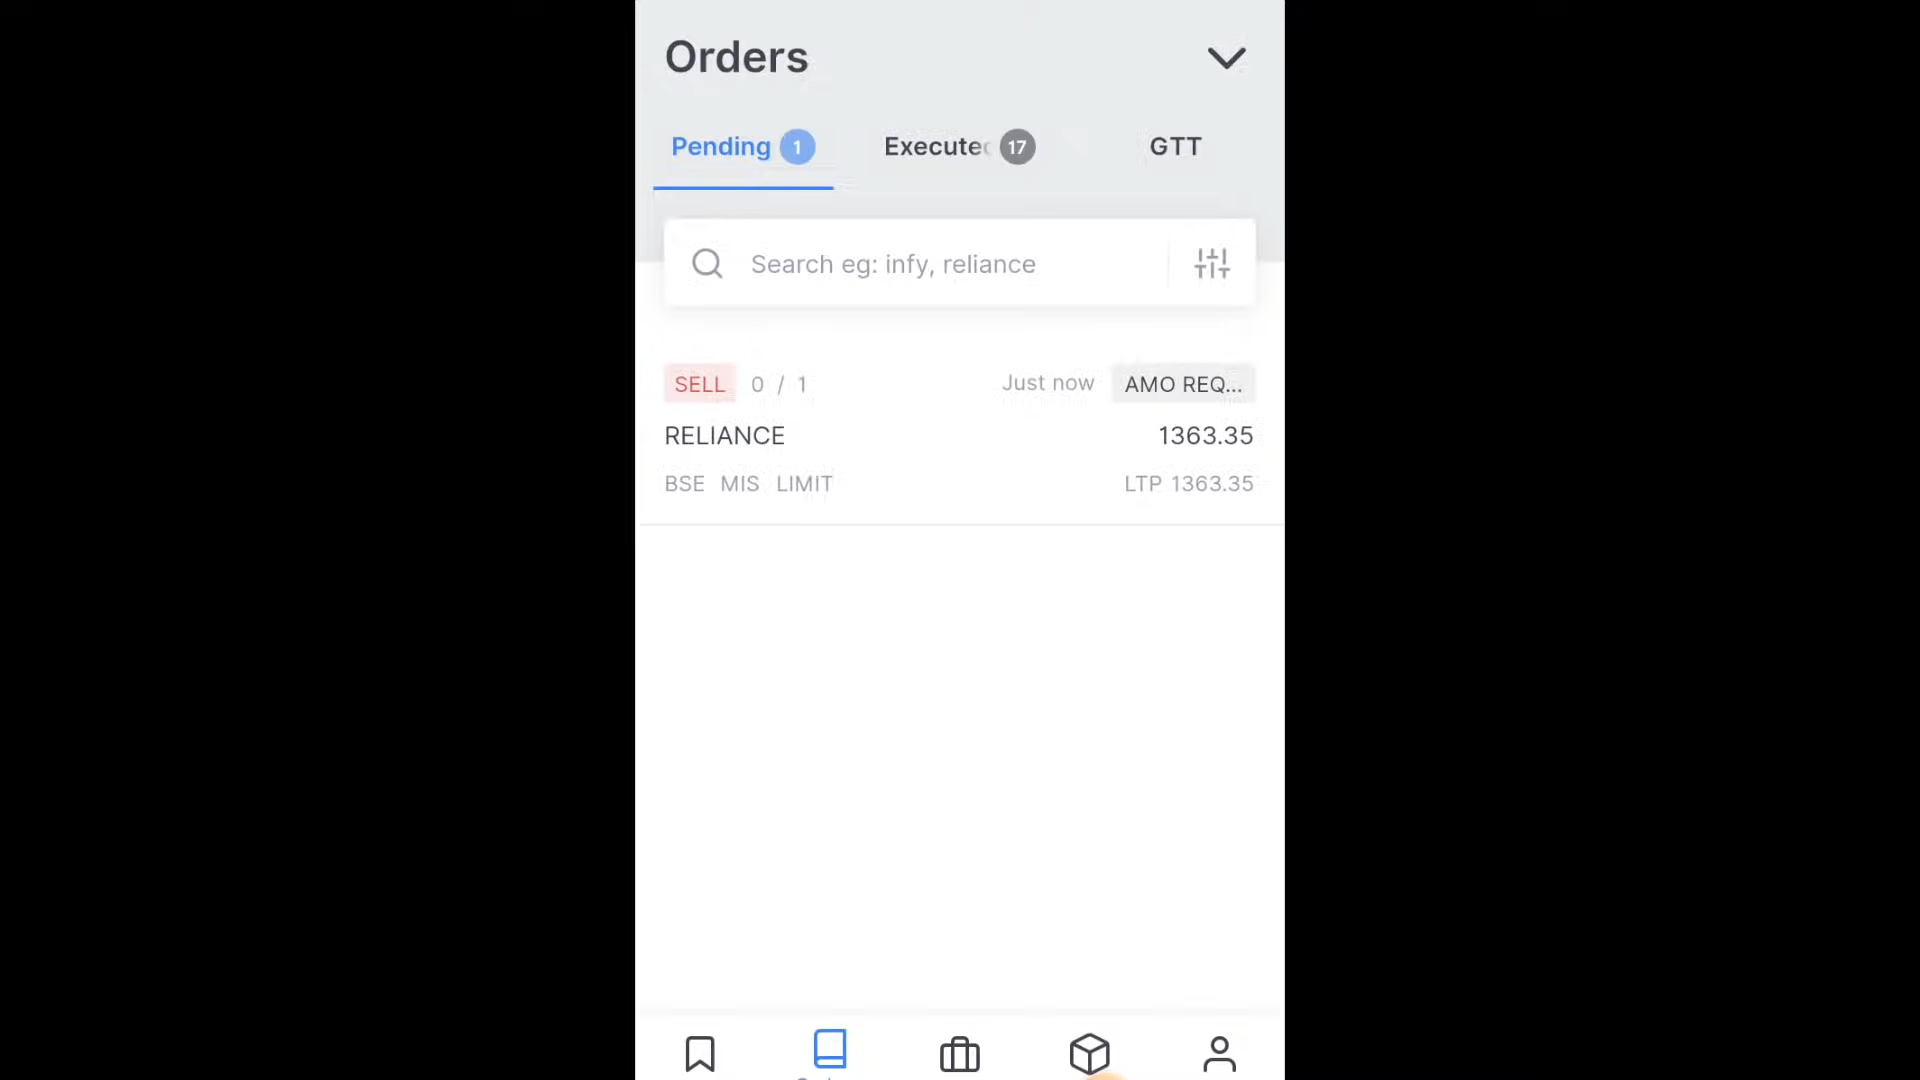 Orders
Pending 1 Executed 17 GTT
Search eg: infy, reliance
SELL 0 / 1 Just now AMO REQ...
RELIANCE 1363.35
BSE MIS LIMIT LTP 1363.35